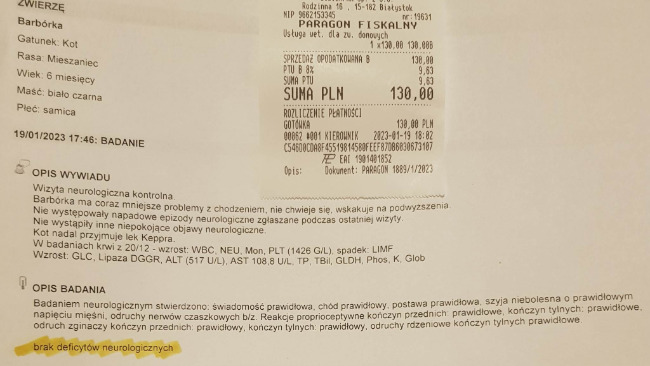 ZWIERZĘ
Barbórka
Gatunek: Kot
Rasa: Mieszaniec
Wiek: 6 miesięcy
Maść: biało czarna
Płeć: samica
19/01/2023 17:46: BADANIE
Rodzinna 16 , 15-182 Białystok
NIP 9662153345 nr:19631
PARAGON FISKALNY
Usługa wet. dla zw. domowych
1 x130,00 130,00B
SPRZEDAŻ OPODATKOWANA B 130,00
PTU B 8% 9,63
SUMA PTU 9,63
SUMA PLN 130,00
ROZLICZENIE PŁATNOŚCI
GOTÓWKA 130,00 PLN
00062 #001 KIEROWNIK 2023-01-19 18:02
EAI 1901401852
Opis: Dokument: PARAGON 1889/1/2023
OPIS WYWIADU
Wizyta neurologiczna kontrolna.
Barbórka ma coraz mniejsze problemy z chodzeniem, nie chwieje się, wskakuje na podwyższenia.
Nie występowały napadowe epizody neurologiczne zgłaszane podczas ostatniej wizyty.
Nie wystąpiły inne niepokojące objawy neurologiczne.
Kot nadal przyjmuje lek Keppra.
W badaniach krwi z 20/12 - wzrost: WBC, NEU, Mon, PLT (1426 G/L), spadek: LIMF
Wzrost: GLC, Lipaza DGGR, ALT (517 U/L), AST 108,8 U/L, TP, TBil, GLDH, Phos, K, Glob
OPIS BADANIA
Badaniem neurologicznym stwierdzono: świadomość prawidłowa, chód prawidłowy, postawa prawidłowa, szyja niebolesna o prawidłowym
napięciu mięśni, odruchy nerwów czaszkowych b/z. Reakcje proprioceptywne kończyn przednich: prawidłowe, kończyn tylnych: prawidłowe,
odruch zginaczy kończyn przednich: prawidłowy, kończyn tylnych: prawidłowy, odruchy rdzeniowe kończyn tylnych prawidłowe.
brak deficytów neurologicznych